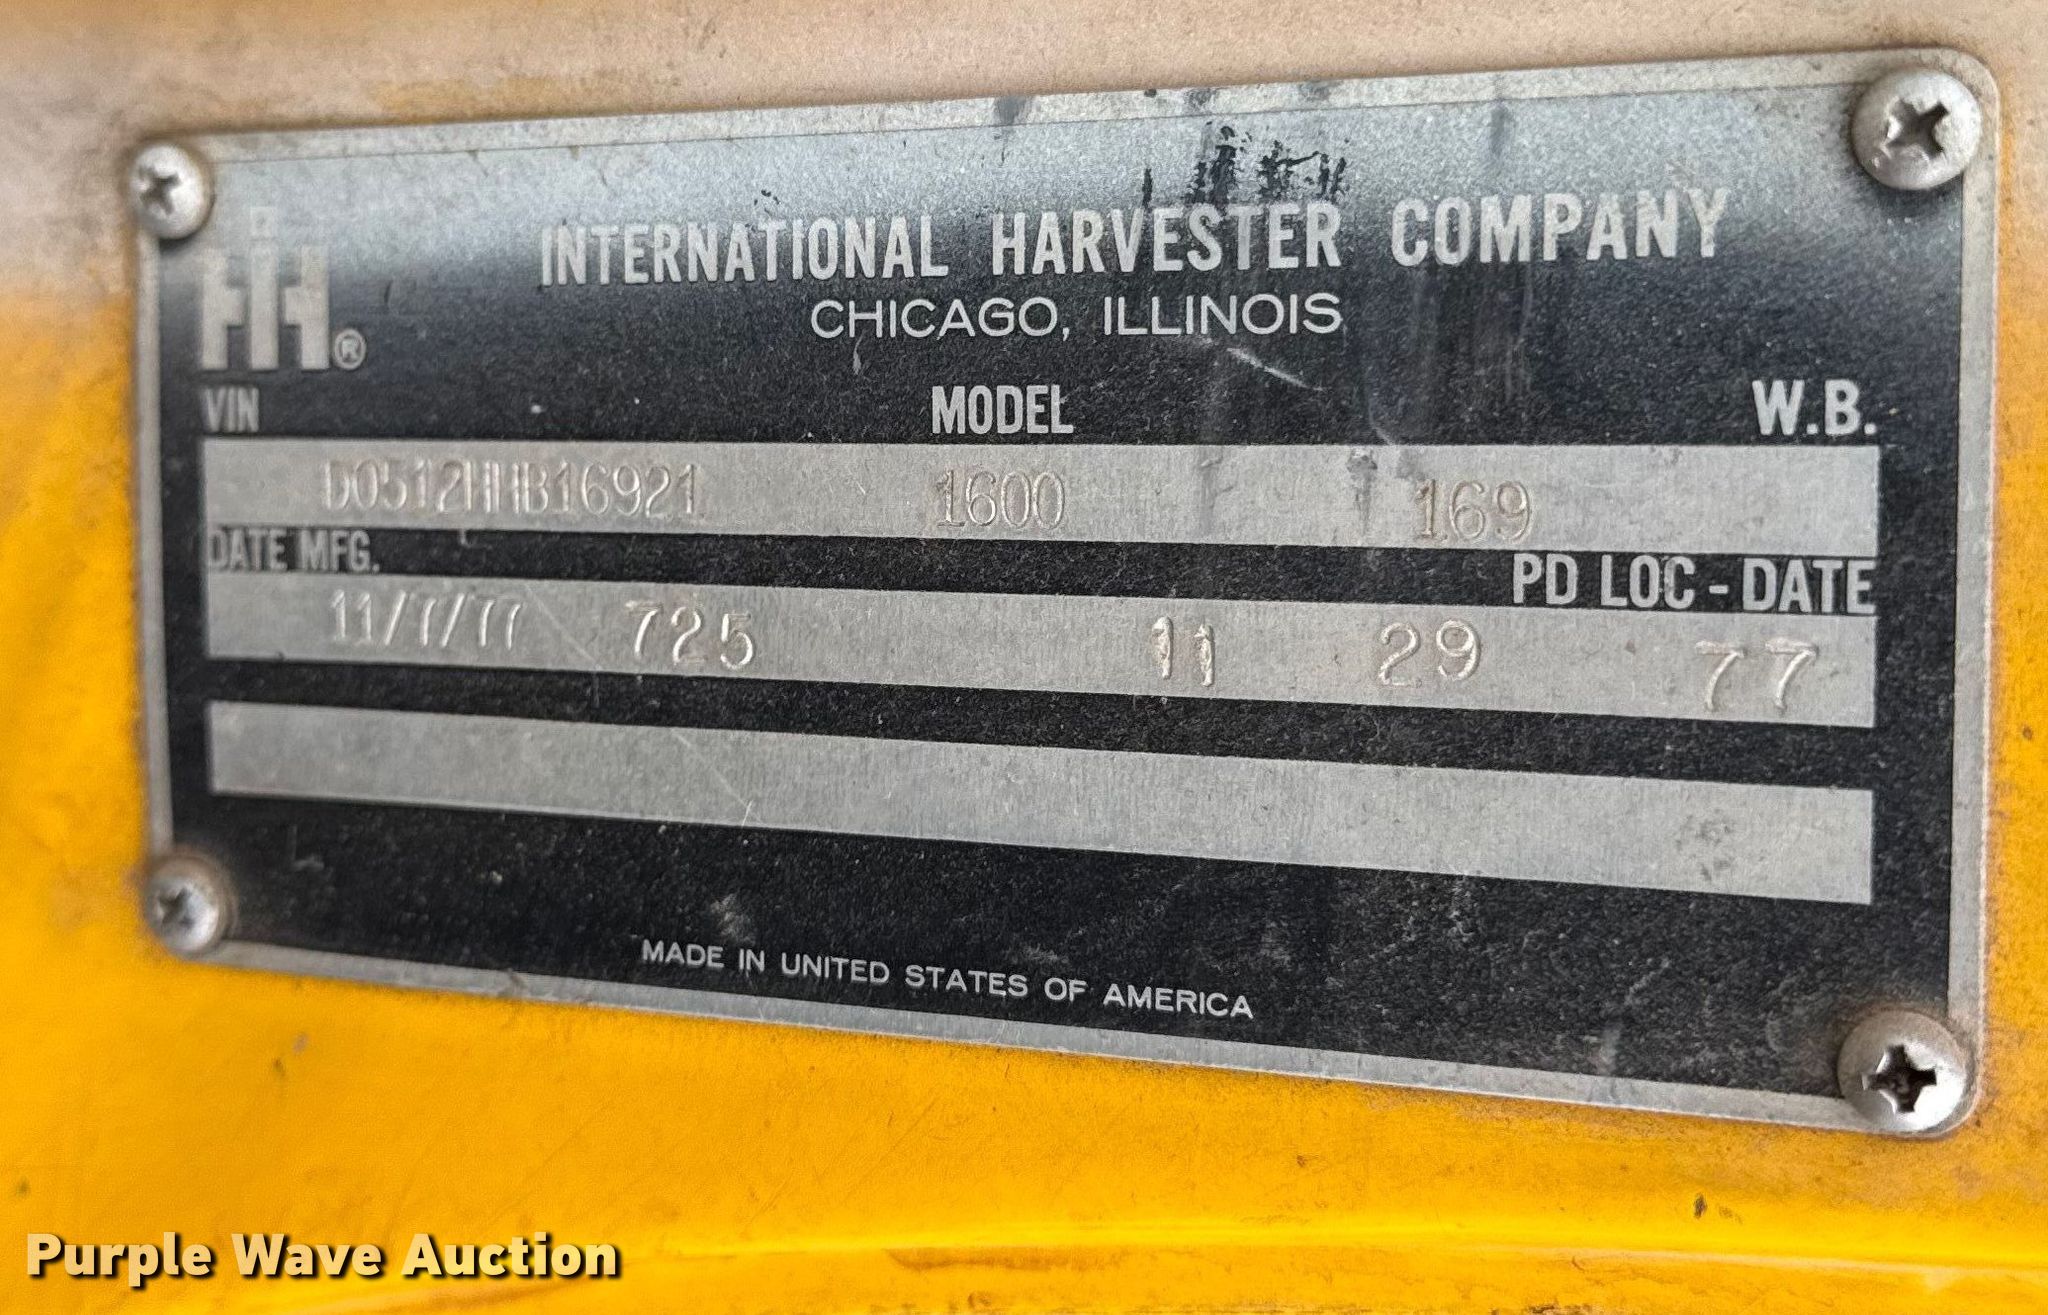 INTERNATIONAL HARVESTER COMPANY
IH®
CHICAGO, ILLINOIS
VIN MODEL W.B.
D0512HHB16921 1600 169
DATE MFG. PD LOC - DATE
11/7/77 725 11 29 77
MADE IN UNITED STATES OF AMERICA
Purple Wave Auction